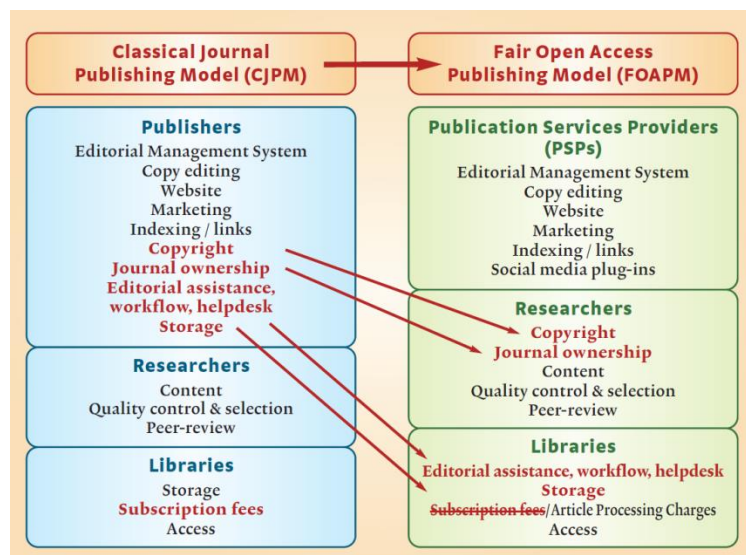 Classical Journal
Publishing Model (CJPM)
Fair Open Access
Publishing Model (FOAPM)
Publishers
Editorial Management System
Copy editing
Website
Marketing
Indexing / links
Copyright
Journal ownership
Editorial assistance,
workflow, helpdesk
Storage
Researchers
Content
Quality control & selection
Peer-review
Libraries
Storage
Subscription fees
Access
Publication Services Providers
(PSPs)
Editorial Management System
Copy editing
Website
Marketing
Indexing / links
Social media plug-ins
Researchers
Copyright
Journal ownership
Content
Quality control & selection
Peer-review
Libraries
Editorial assistance, workflow, helpdesk
Storage
Subscription fees/Article Processing Charges
Access